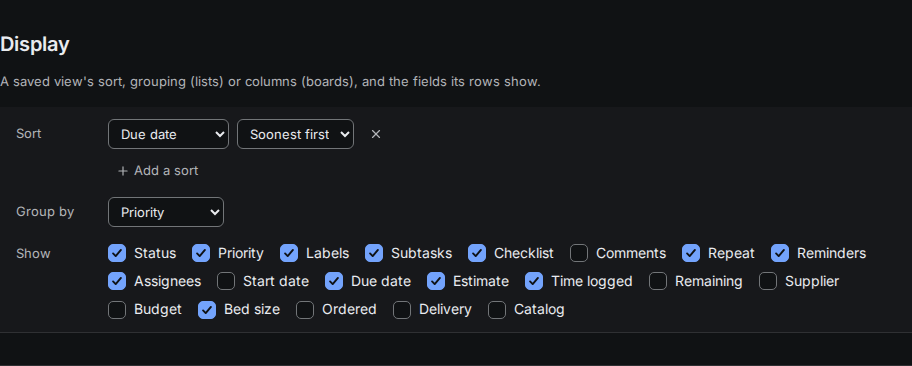 Display
A saved view's sort, grouping (lists) or columns (boards), and the fields its rows show.
Sort Due date Soonest first ×
+ Add a sort
Group by Priority
Show Status Priority Labels Subtasks Checklist Comments Repeat Reminders
Assignees Start date Due date Estimate Time logged Remaining Supplier
Budget Bed size Ordered Delivery Catalog